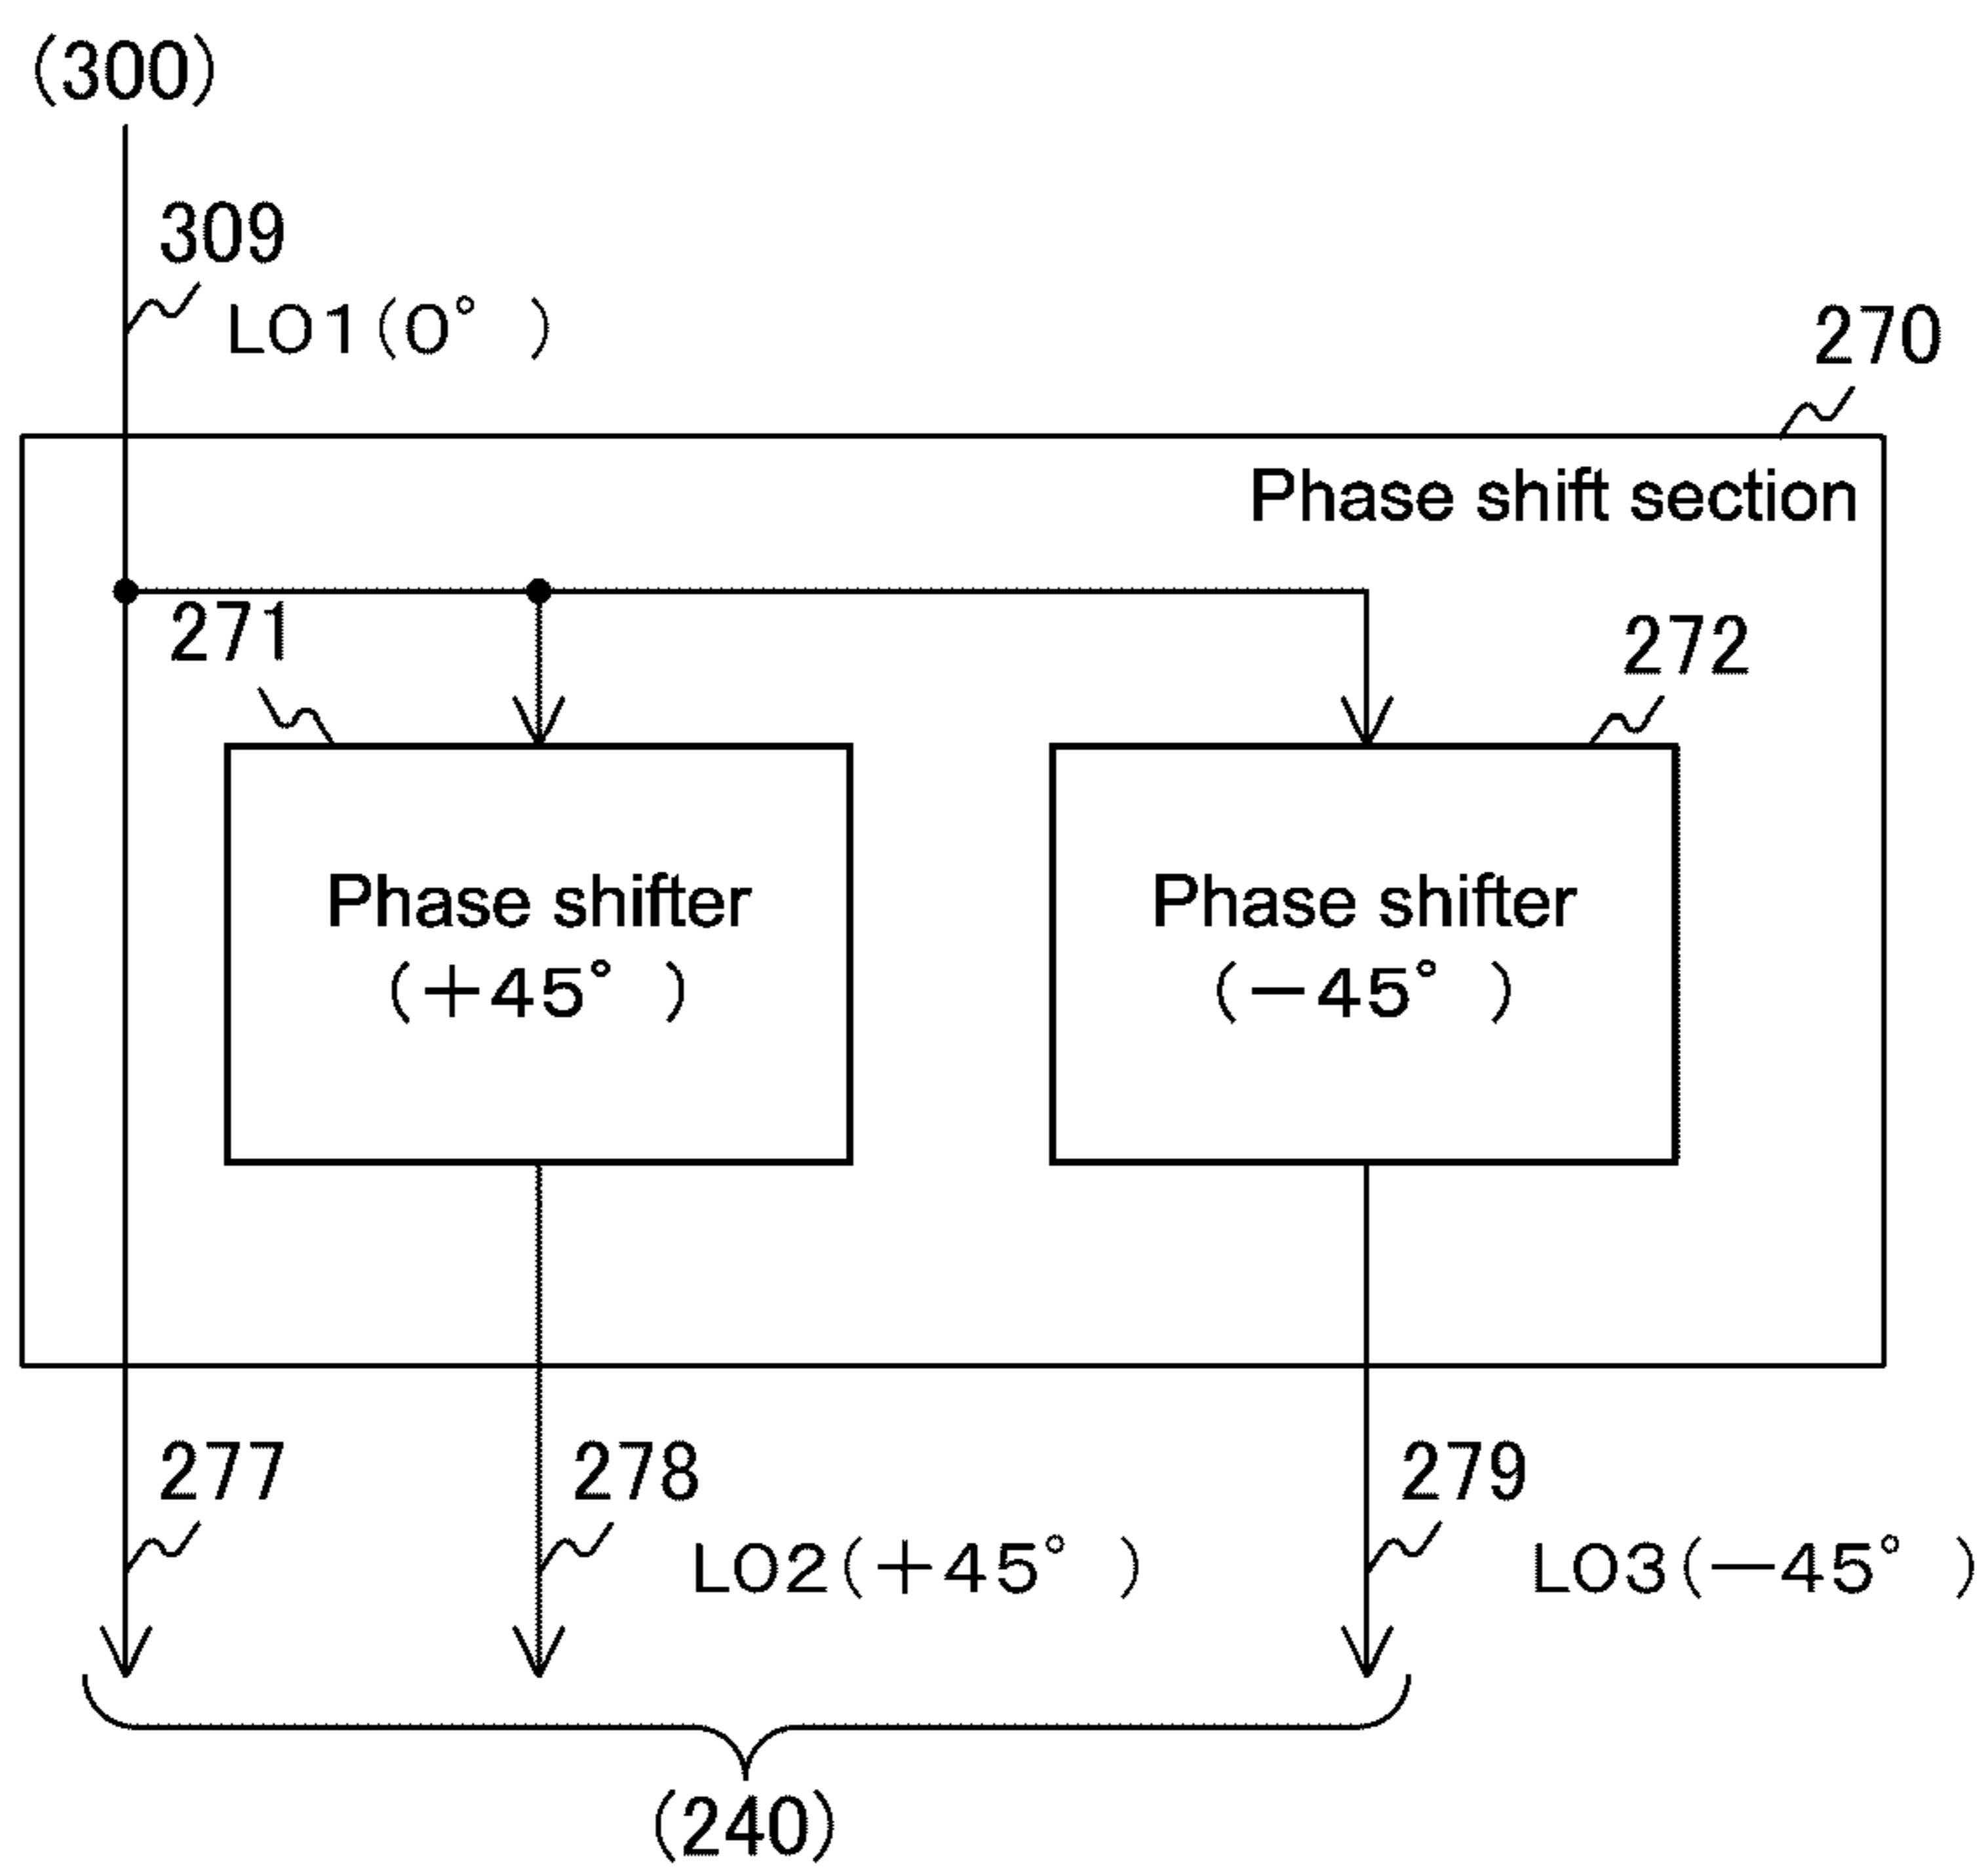 (300)
309
LO1(0° )
270
Phase shift section
271
272
Phase shifter
(+45° )
Phase shifter
(−45° )
277
278
279
LO2(+45° )
LO3(−45° )
(240)